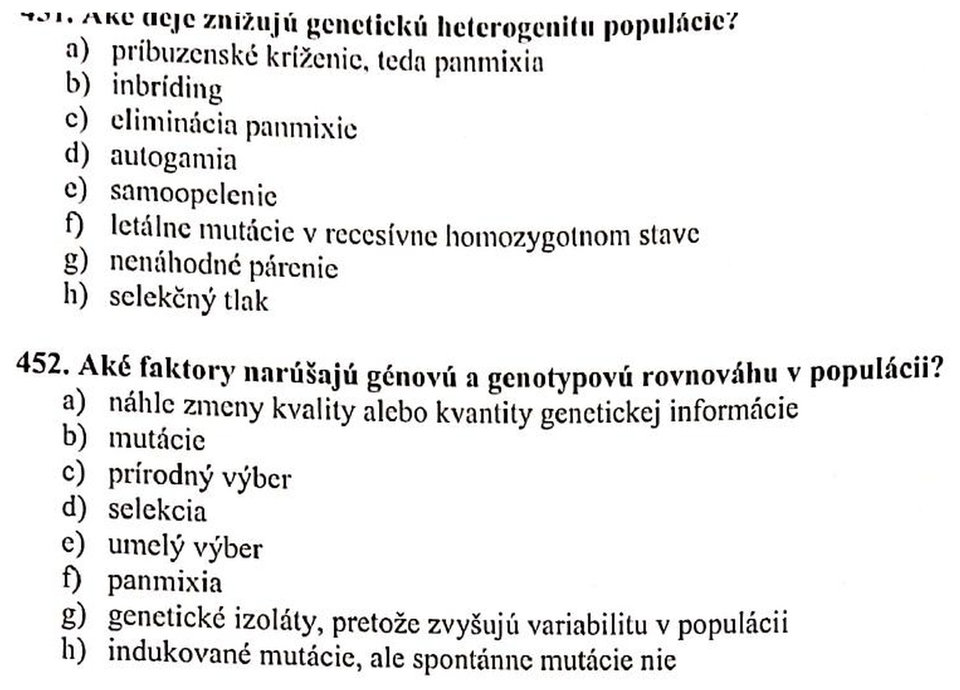 451. Aké deje znižujú genetickú heterogenitu populácie?
a) príbuzenské kríženie, teda panmixia
b) inbríding
c) eliminácia panmixie
d) autogamia
e) samoopelenie
f) letálne mutácie v recesívne homozygotnom stave
g) nenáhodné párenie
h) selekčný tlak
452. Aké faktory narúšajú génovú a genotypovú rovnováhu v populácii?
a) náhle zmeny kvality alebo kvantity genetickej informácie
b) mutácie
c) prírodný výber
d) selekcia
e) umelý výber
f) panmixia
g) genetické izoláty, pretože zvyšujú variabilitu v populácii
h) indukované mutácie, ale spontánne mutácie nie